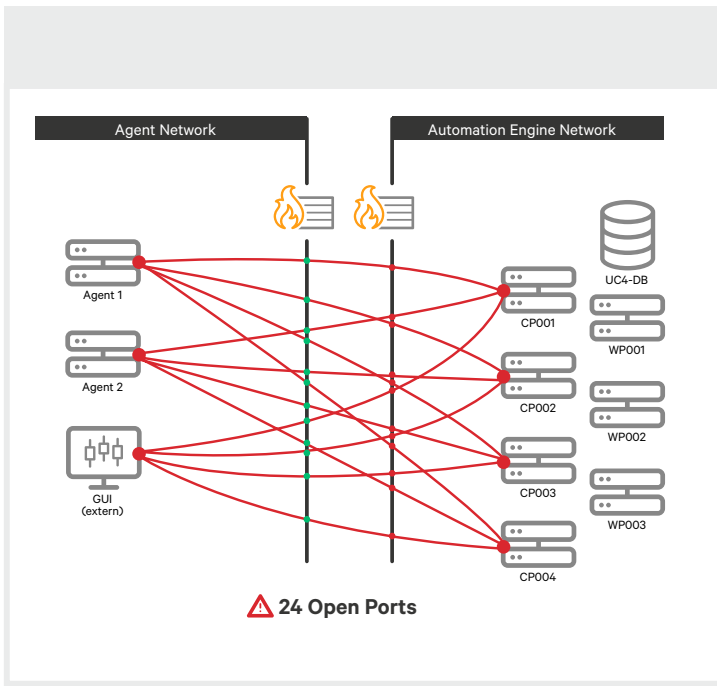 Agent Network
Automation Engine Network
UC4-DB
Agent 1
CP001
WP001
Agent 2
CP002
WP002
GUI
(extern)
CP003
WP003
CP004
24 Open Ports